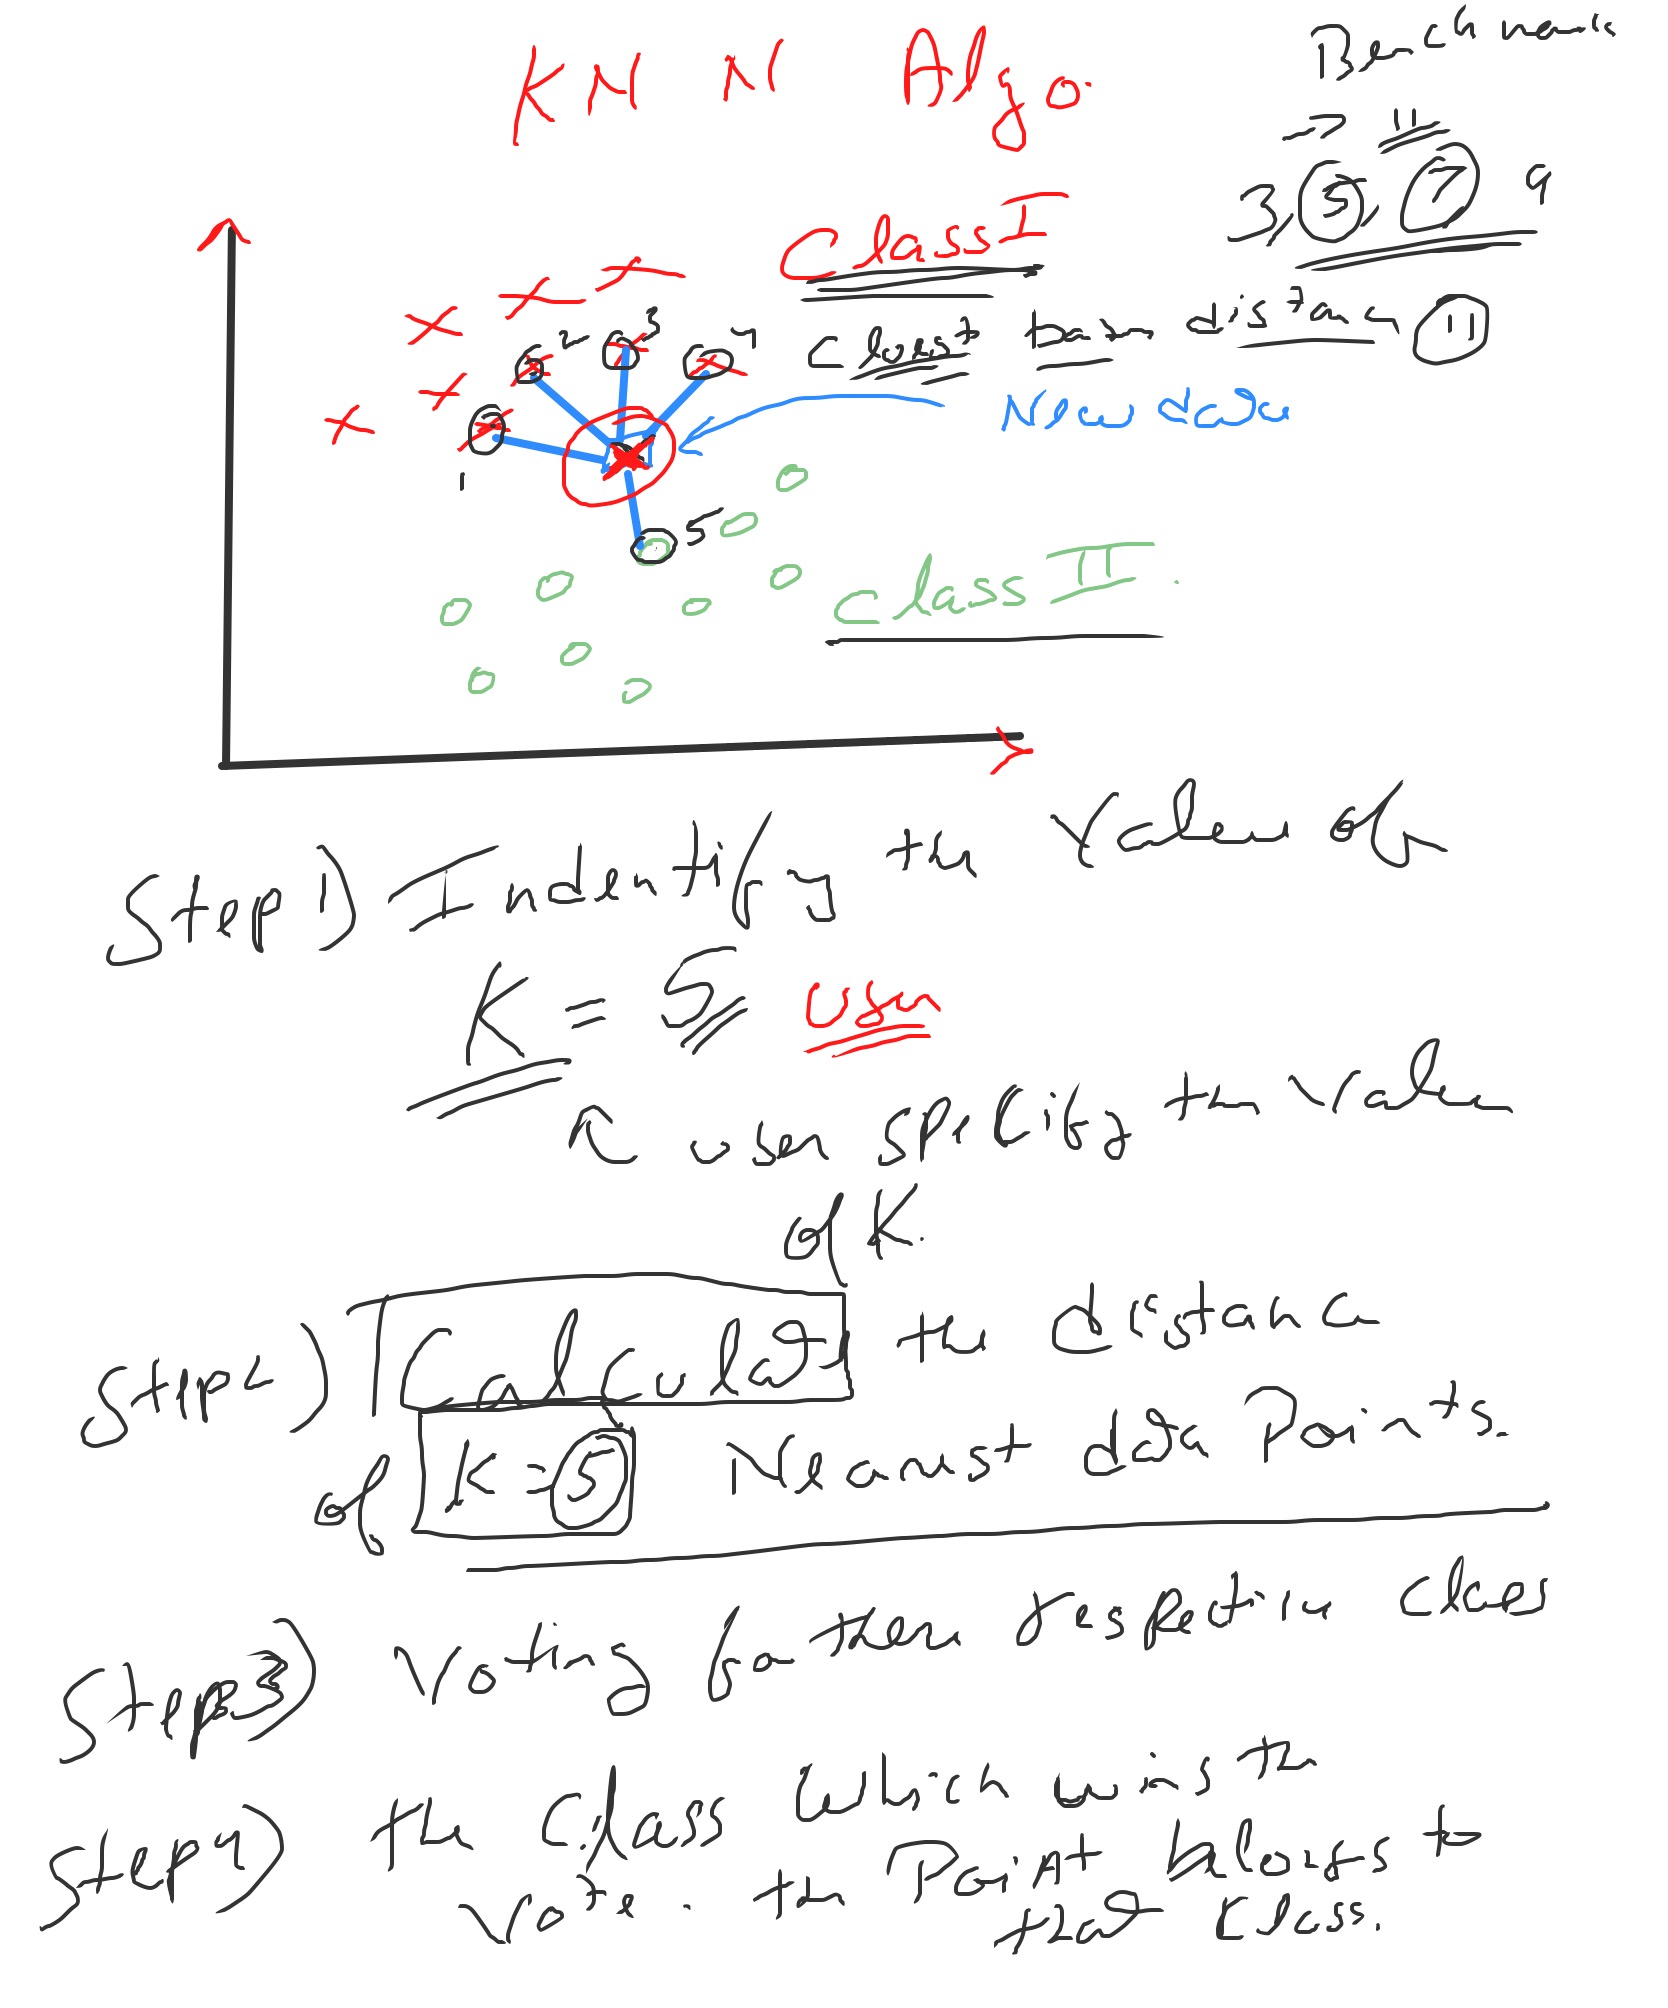 KNN Algo.
Bench mark
→ 11
3, 5, 7 9
Class I
Closest distance 11
New data
2 3 4
1
5
Class II.
Step 1) Indentify the Value of
K = 5 user
user specify the value
of K.
Step 2) Calculate the distance
of K = 5 Nearest data Points.
Step 3) Voting for there respective class
Step 4) the Class which wins the
vote. the Point belongs to
that Class.